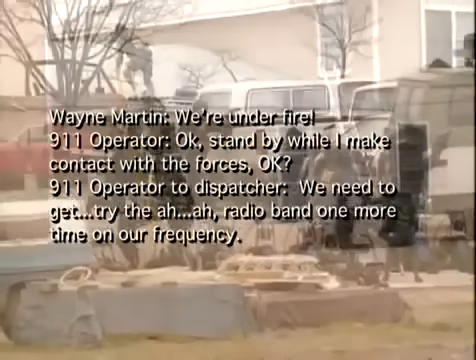 Wayne Martin: We're under fire!
911 Operator: Ok, stand by while I make
contact with the forces, OK?
911 Operator to dispatcher:  We need to
get...try the ah...ah, radio band one more
time on our frequency.